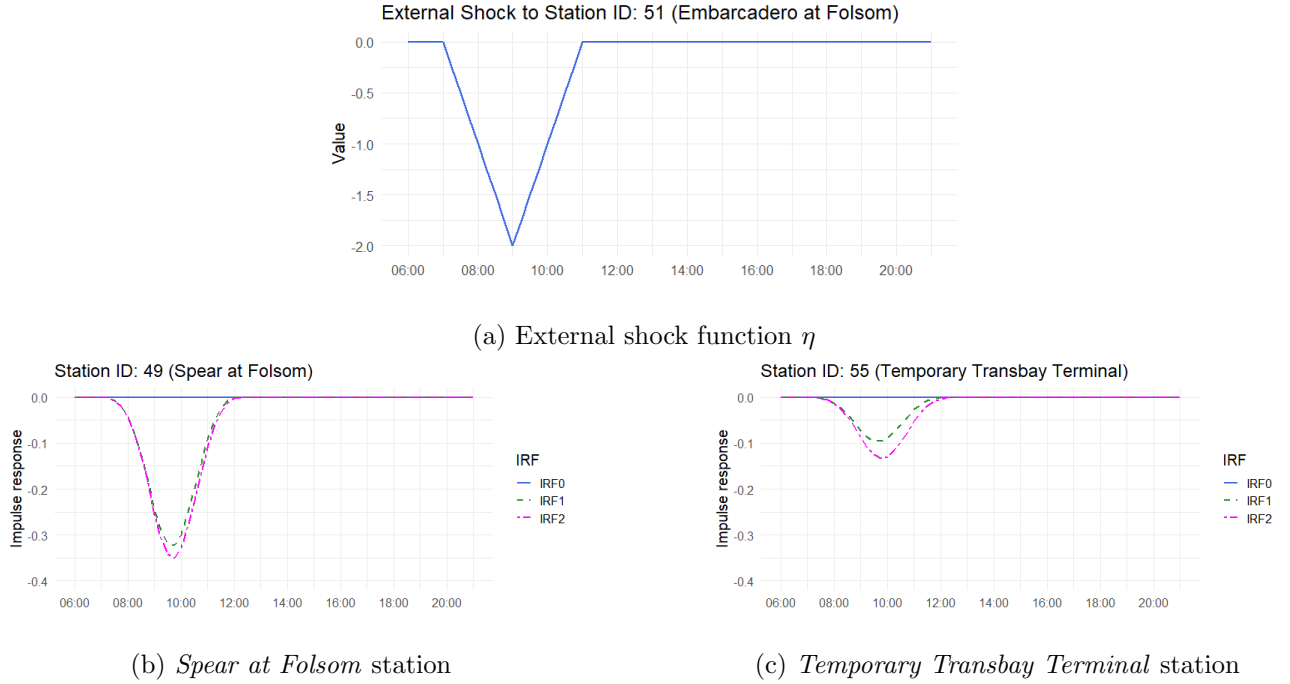 External Shock to Station ID: 51 (Embarcadero at Folsom)
Value
0.0
-0.5
-1.0
-1.5
-2.0
06:00 08:00 10:00 12:00 14:00 16:00 18:00 20:00
(a) External shock function η
Station ID: 49 (Spear at Folsom)
Impulse response
0.0
-0.1
-0.2
-0.3
-0.4
06:00 08:00 10:00 12:00 14:00 16:00 18:00 20:00
IRF
IRF0
IRF1
IRF2
(b) Spear at Folsom station
Station ID: 55 (Temporary Transbay Terminal)
Impulse response
0.0
-0.1
-0.2
-0.3
-0.4
06:00 08:00 10:00 12:00 14:00 16:00 18:00 20:00
IRF
IRF0
IRF1
IRF2
(c) Temporary Transbay Terminal station